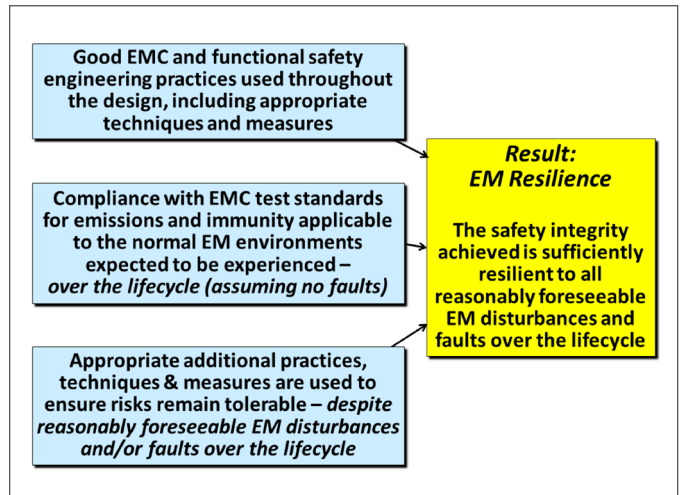 Good EMC and functional safety
engineering practices used throughout
the design, including appropriate
techniques and measures
Compliance with EMC test standards
for emissions and immunity applicable
to the normal EM environments
expected to be experienced –
over the lifecycle (assuming no faults)
Appropriate additional practices,
techniques & measures are used to
ensure risks remain tolerable – despite
reasonably foreseeable EM disturbances
and/or faults over the lifecycle
Result:
EM Resilience
The safety integrity
achieved is sufficiently
resilient to all
reasonably foreseeable
EM disturbances and
faults over the lifecycle